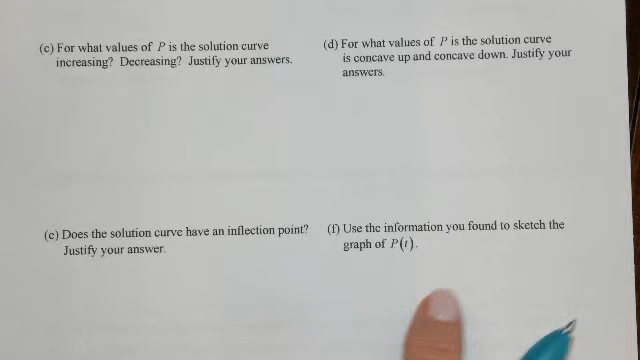 (c) For what values of P is the solution curve
increasing? Decreasing? Justify your answers.
(d) For what values of P is the solution curve
is concave up and concave down. Justify your
answers.
(e) Does the solution curve have an inflection point?
Justify your answer.
(f) Use the information you found to sketch the
graph of P(t).